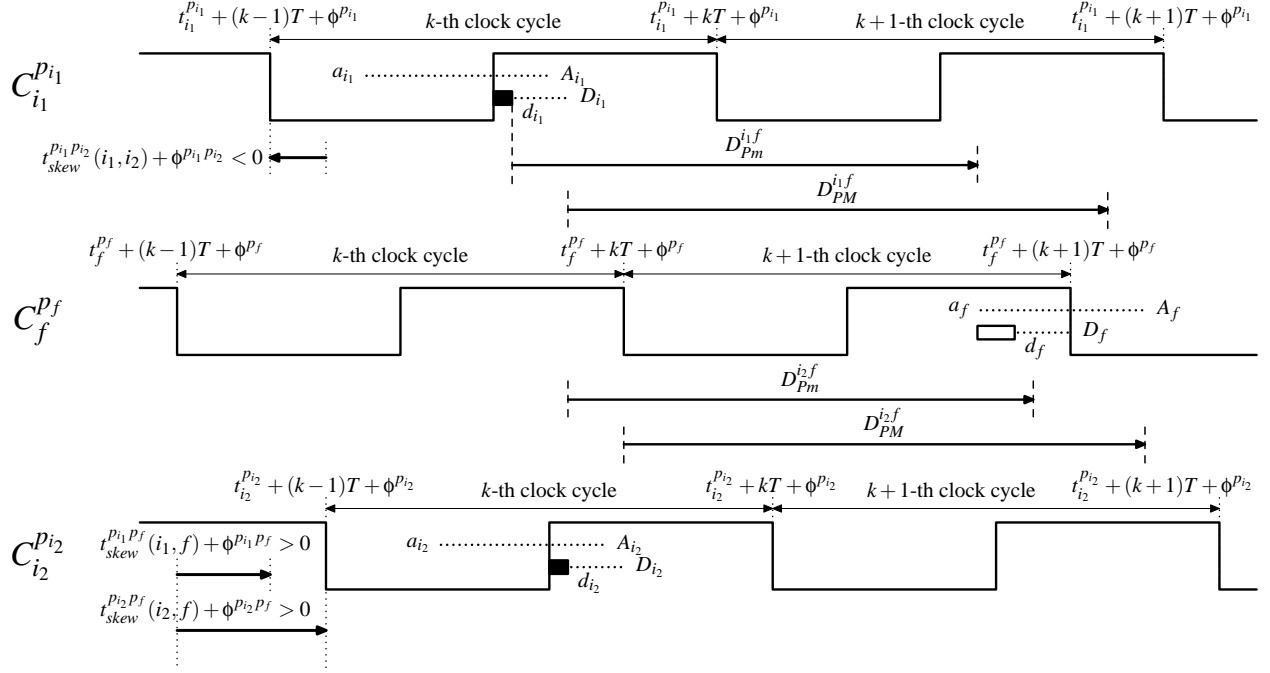 t_{i_1}^{p_{i_1}} + (k−1)T + ϕ^{p_{i_1}} k-th clock cycle t_{i_1}^{p_{i_1}} + kT + ϕ^{p_{i_1}} k+1-th clock cycle t_{i_1}^{p_{i_1}} + (k+1)T + ϕ^{p_{i_1}}
C_{i_1}^{p_{i_1}} a_{i_1} A_{i_1}
D_{i_1}
d_{i_1}
t_{skew}^{p_{i_1}p_{i_2}}(i_1,i_2) + ϕ^{p_{i_1}p_{i_2}} < 0 D_{Pm}^{i_1f}
D_{PM}^{i_1f}
t_f^{p_f} + (k−1)T + ϕ^{p_f} k-th clock cycle t_f^{p_f} + kT + ϕ^{p_f} k+1-th clock cycle t_f^{p_f} + (k+1)T + ϕ^{p_f}
C_f^{p_f} a_f A_f
D_f
d_f
D_{Pm}^{i_2f}
D_{PM}^{i_2f}
t_{i_2}^{p_{i_2}} + (k−1)T + ϕ^{p_{i_2}} k-th clock cycle t_{i_2}^{p_{i_2}} + kT + ϕ^{p_{i_2}} k+1-th clock cycle t_{i_2}^{p_{i_2}} + (k+1)T + ϕ^{p_{i_2}}
C_{i_2}^{p_{i_2}} t_{skew}^{p_{i_1}p_f}(i_1,f) + ϕ^{p_{i_1}p_f} > 0 a_{i_2} A_{i_2}
D_{i_2}
d_{i_2}
t_{skew}^{p_{i_2}p_f}(i_2,f) + ϕ^{p_{i_2}p_f} > 0